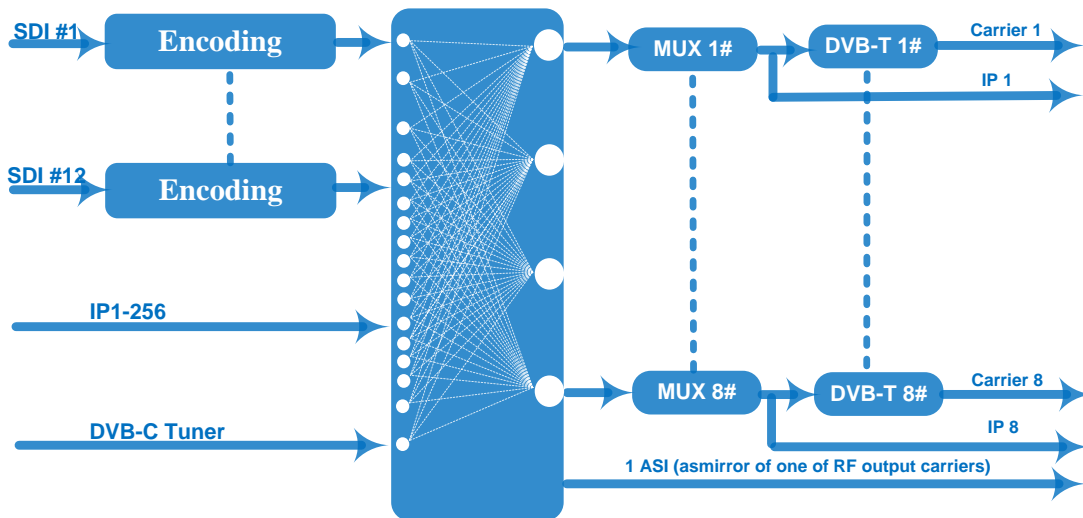 SDI #1
Encoding
SDI #12
Encoding
IP1-256
DVB-C Tuner
MUX 1#
DVB-T 1#
Carrier 1
IP 1
MUX 8#
DVB-T 8#
Carrier 8
IP 8
1 ASI (asmirror of one of RF output carriers)